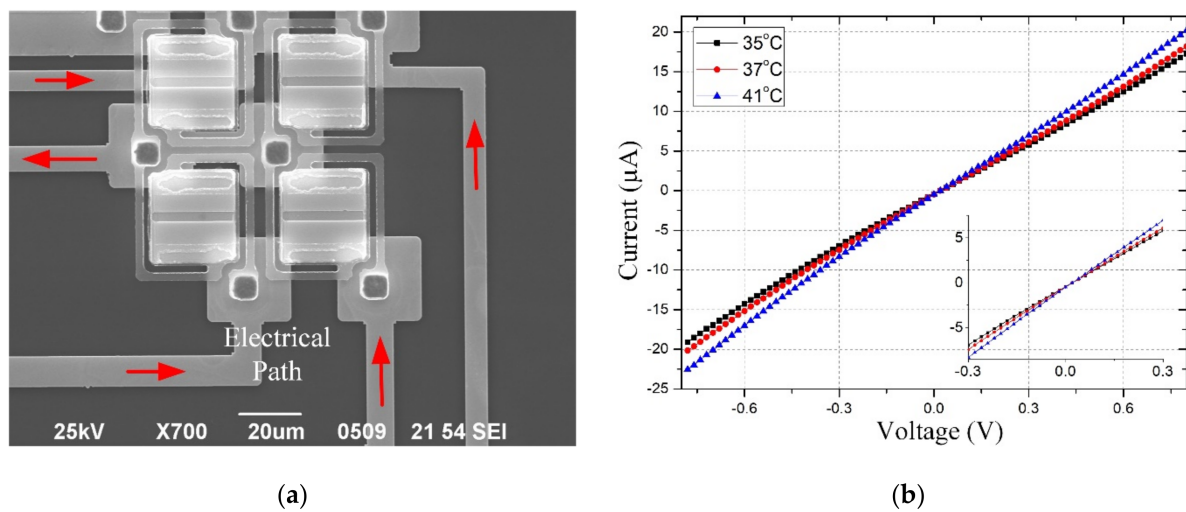 Electrical
Path
25kV X700 20um 0509 21 54 SEI
(a)
35°C
37°C
41°C
Current (μA)
20
15
10
5
0
-5
-10
-15
-20
-25
-0.6 -0.3 0.0 0.3 0.6
Voltage (V)
5
0
-5
-0.3 0.0 0.3
(b)